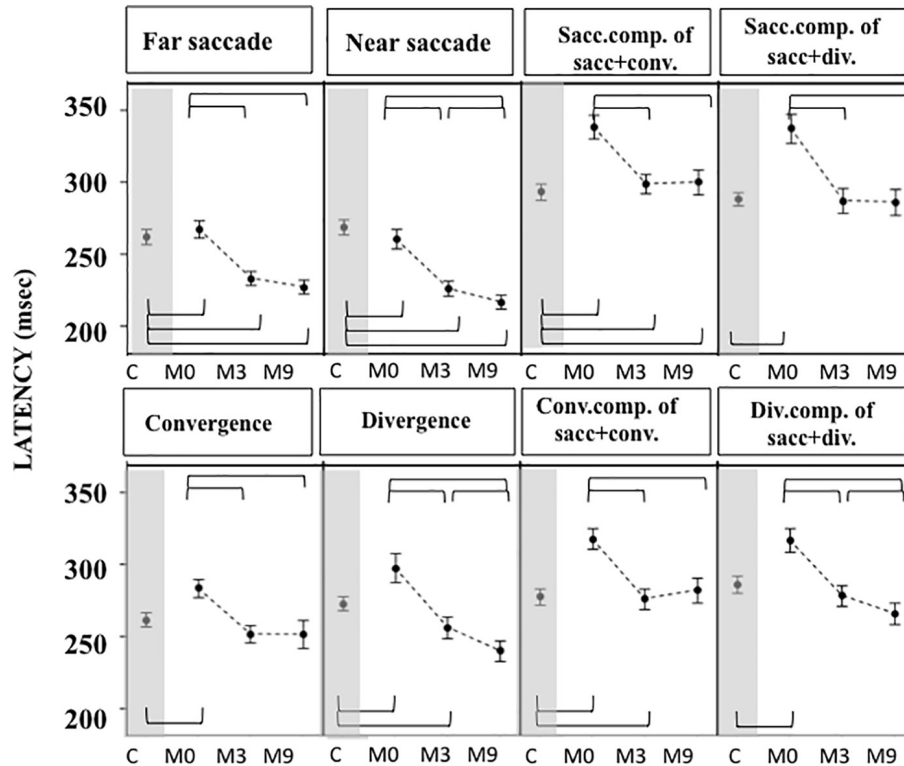 Far saccade
Near saccade
Sacc.comp. of
sacc+conv.
Sacc.comp. of
sacc+div.
LATENCY (msec)
350
300
250
200
C M0 M3 M9 C M0 M3 M9 C M0 M3 M9 C M0 M3 M9
Convergence
Divergence
Conv.comp. of
sacc+conv.
Div.comp. of
sacc+div.
350
300
250
200
C M0 M3 M9 C M0 M3 M9 C M0 M3 M9 C M0 M3 M9